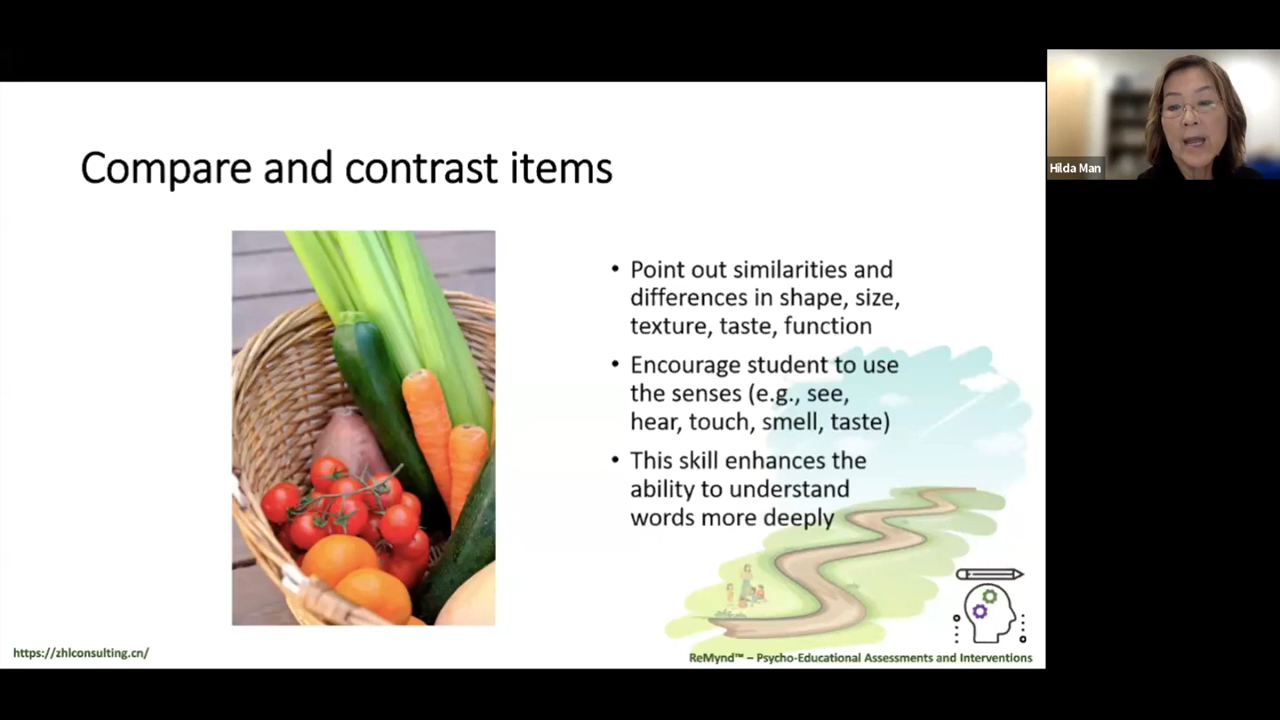 Compare and contrast items
• Point out similarities and
differences in shape, size,
texture, taste, function
• Encourage student to use
the senses (e.g., see,
hear, touch, smell, taste)
• This skill enhances the
ability to understand
words more deeply
https://zhlconsulting.cn/
ReMynd™ – Psycho-Educational Assessments and Interventions
Hilda Man